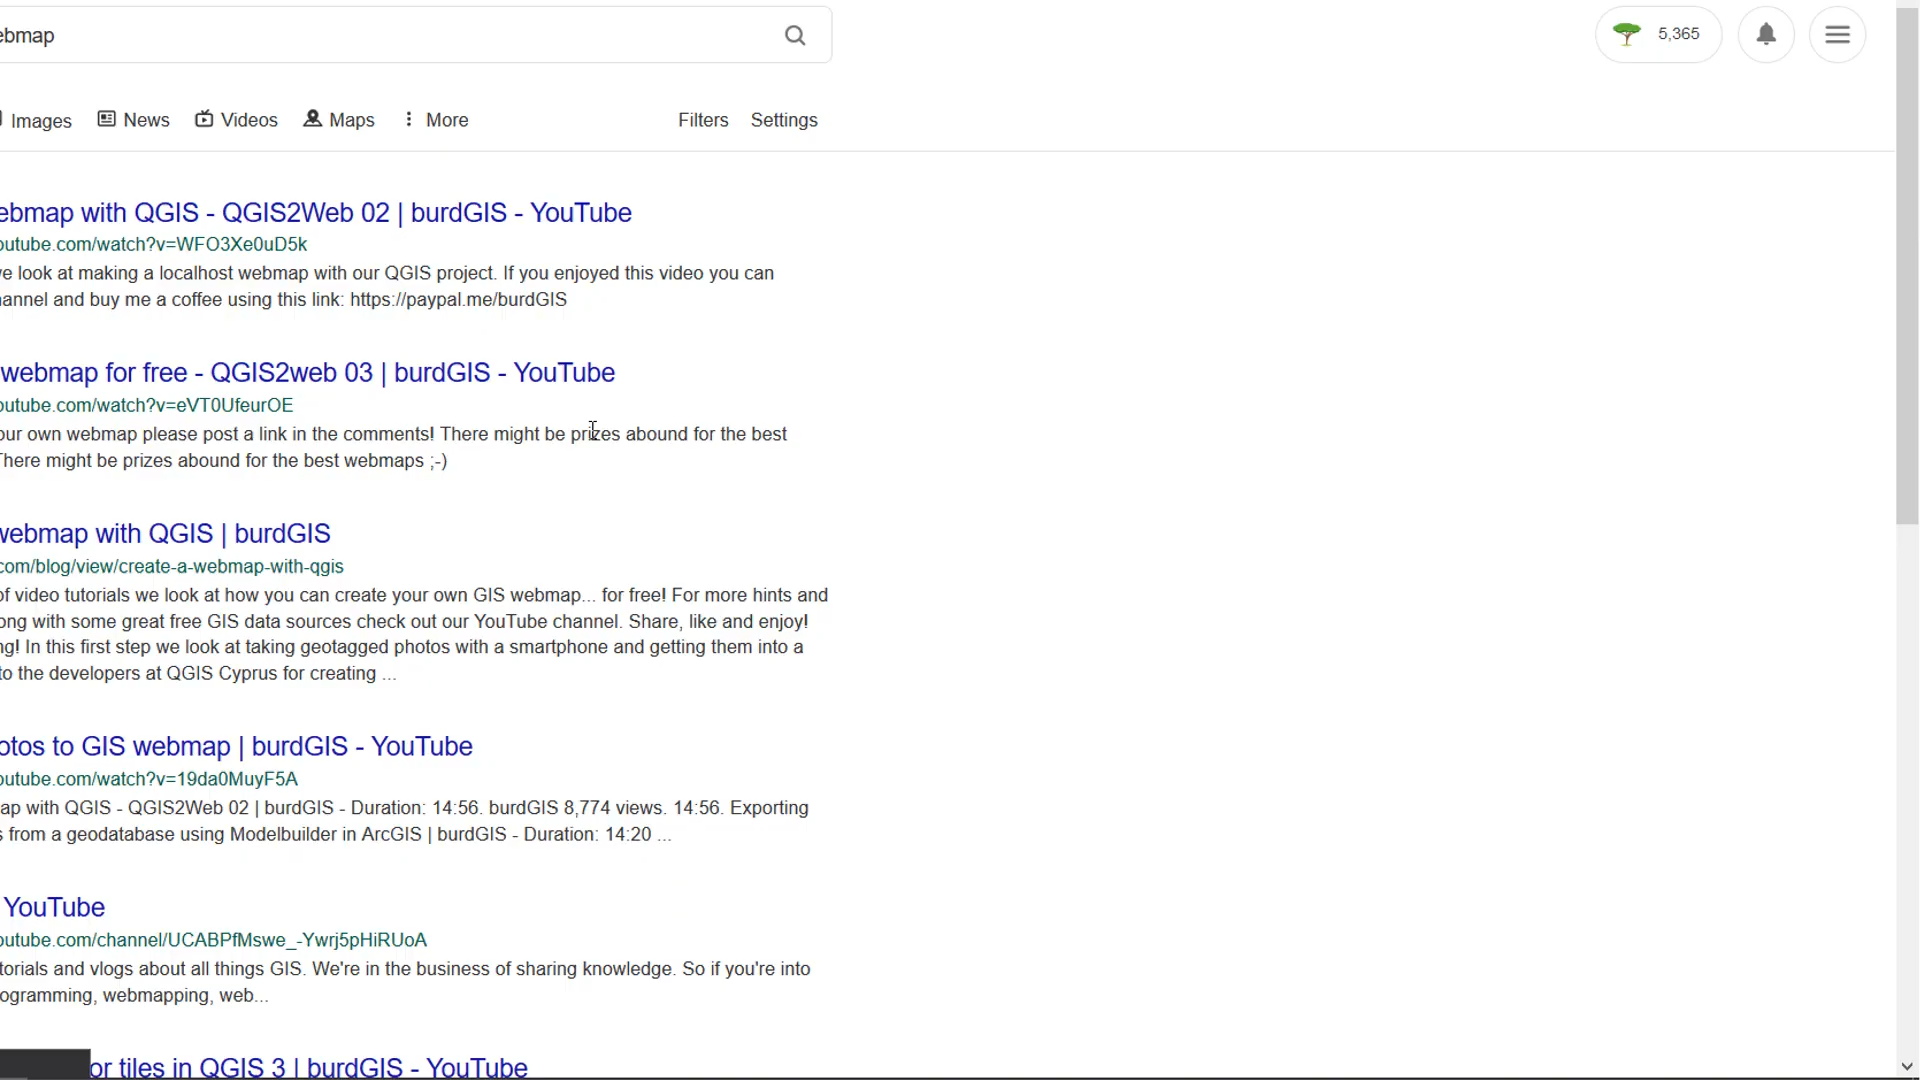 ebmap
5,365
Images News Videos Maps More Filters Settings
ebmap with QGIS - QGIS2Web 02 | burdGIS - YouTube
outube.com/watch?v=WFO3Xe0uD5k
ve look at making a localhost webmap with our QGIS project. If you enjoyed this video you can
annel and buy me a coffee using this link: https://paypal.me/burdGIS
webmap for free - QGIS2web 03 | burdGIS - YouTube
outube.com/watch?v=eVT0UfeurOE
our own webmap please post a link in the comments! There might be prizes abound for the best
There might be prizes abound for the best webmaps ;-)
webmap with QGIS | burdGIS
com/blog/view/create-a-webmap-with-qgis
of video tutorials we look at how you can create your own GIS webmap... for free! For more hints and
ong with some great free GIS data sources check out our YouTube channel. Share, like and enjoy!
ng! In this first step we look at taking geotagged photos with a smartphone and getting them into a
to the developers at QGIS Cyprus for creating ...
otos to GIS webmap | burdGIS - YouTube
outube.com/watch?v=19da0MuyF5A
ap with QGIS - QGIS2Web 02 | burdGIS - Duration: 14:56. burdGIS 8,774 views. 14:56. Exporting
s from a geodatabase using Modelbuilder in ArcGIS | burdGIS - Duration: 14:20 ...
YouTube
outube.com/channel/UCABPfMswe_-Ywrj5pHiRUoA
torials and vlogs about all things GIS. We're in the business of sharing knowledge. So if you're into
ogramming, webmapping, web...
or tiles in QGIS 3 | burdGIS - YouTube